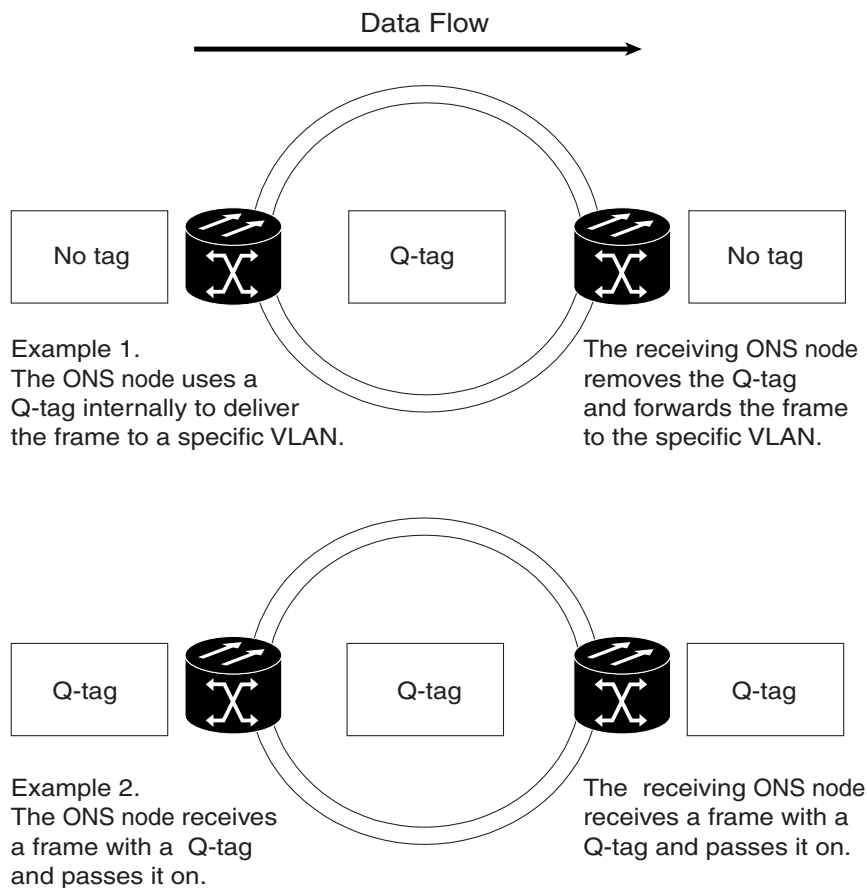 Data Flow
No tag
Q-tag
No tag
Example 1.
The ONS node uses a
Q-tag internally to deliver
the frame to a specific VLAN.
The receiving ONS node
removes the Q-tag
and forwards the frame
to the specific VLAN.
Q-tag
Q-tag
Q-tag
Example 2.
The ONS node receives
a frame with a Q-tag
and passes it on.
The receiving ONS node
receives a frame with a
Q-tag and passes it on.